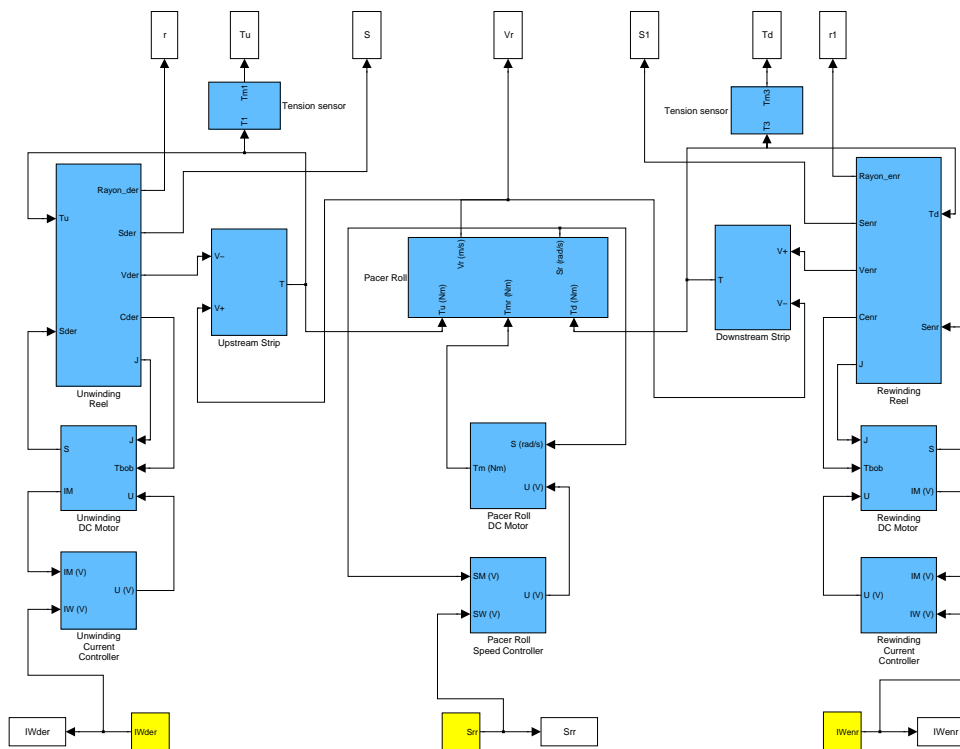 r
Tu
S
Vr
S1
Td
r1
Tm1
T1
Tension sensor
Tension sensor
Tm3
T3
Rayon_der
Tu
Sder
Vder
Cder
Sder
J
Unwinding
Reel
V−
T
V+
Upstream Strip
Pacer Roll
Vr (m/s)
Sr (rad/s)
Tu (Nm)
Tmr (Nm)
Td (Nm)
V+
T
V−
Downstream Strip
Rayon_enr
Td
Senr
Venr
Cenr
Senr
J
Rewinding
Reel
J
S
Tbob
IM
U
Unwinding
DC Motor
S (rad/s)
Tm (Nm)
U (V)
Pacer Roll
DC Motor
J
S
Tbob
U
IM (V)
Rewinding
DC Motor
IM (V)
U (V)
IW (V)
Unwinding
Current
Controller
SM (V)
U (V)
SW (V)
Pacer Roll
Speed Controller
IM (V)
U (V)
IW (V)
Rewinding
Current
Controller
IWder
IWder
Srr
Srr
IWenr
IWenr